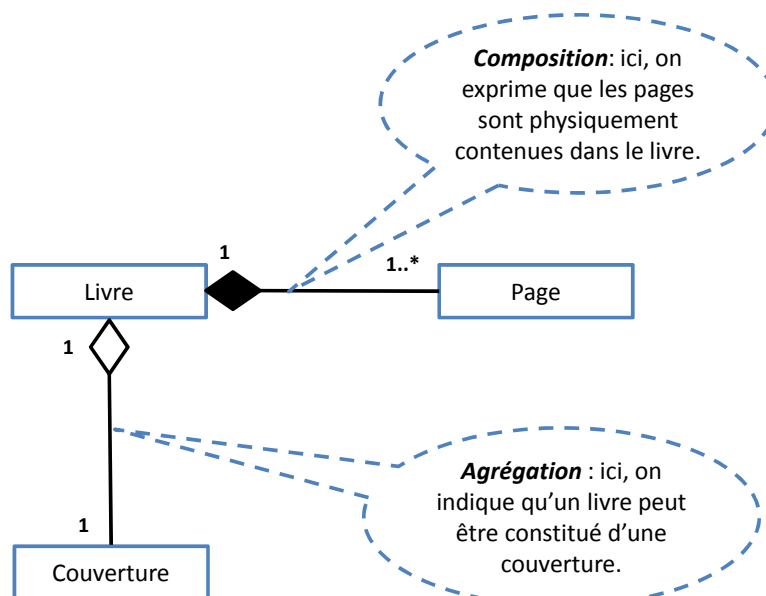 Composition: ici, on
exprime que les pages
sont physiquement
contenues dans le livre.
1
1..*
Livre
Page
1
Agrégation : ici, on
indique qu'un livre peut
être constitué d'une
couverture.
1
Couverture